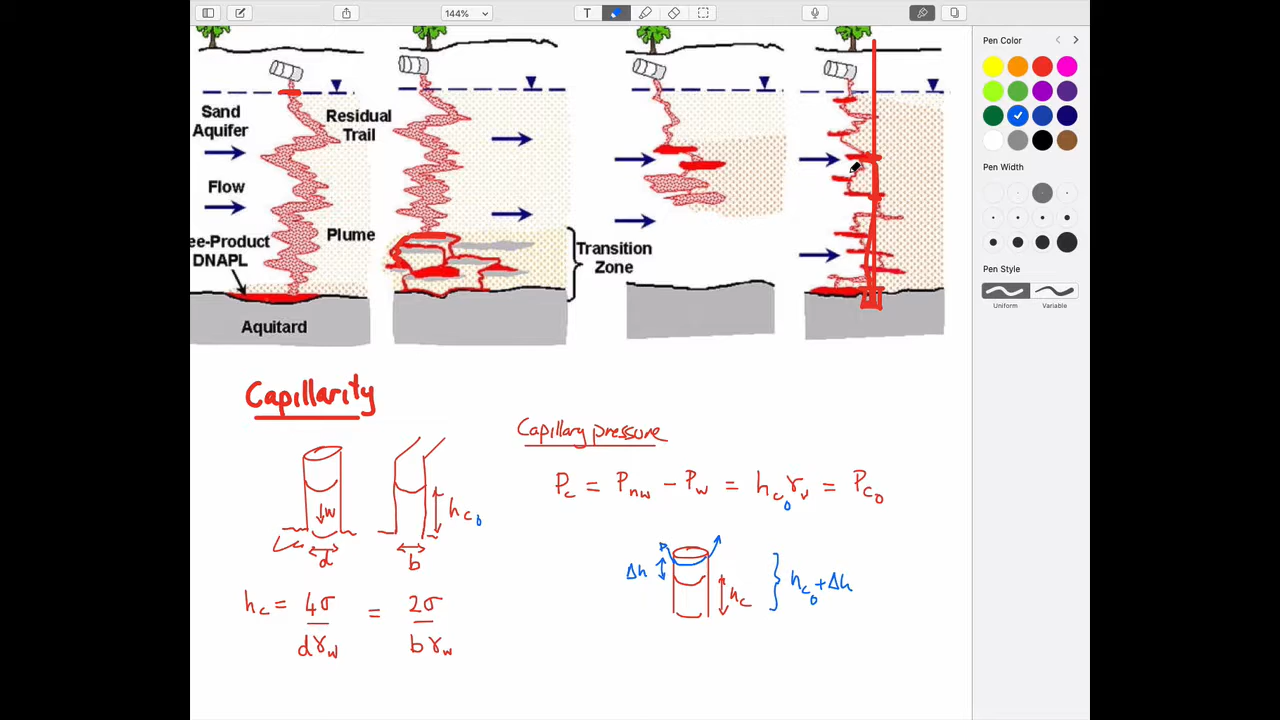 144%
T
Pen Color
Pen Width
Pen Style
Uniform
Variable
Sand
Aquifer
Residual
Trail
Flow
Plume
ee-Product
DNAPL
Aquitard
Transition
Zone
Capillarity
Capillary pressure
Pc = Pnw − Pw = hc0 γw = Pc0
w
hc0
d
b
Δh
hc
hc0 + Δh
hc = 4σ/dγw = 2σ/bγw